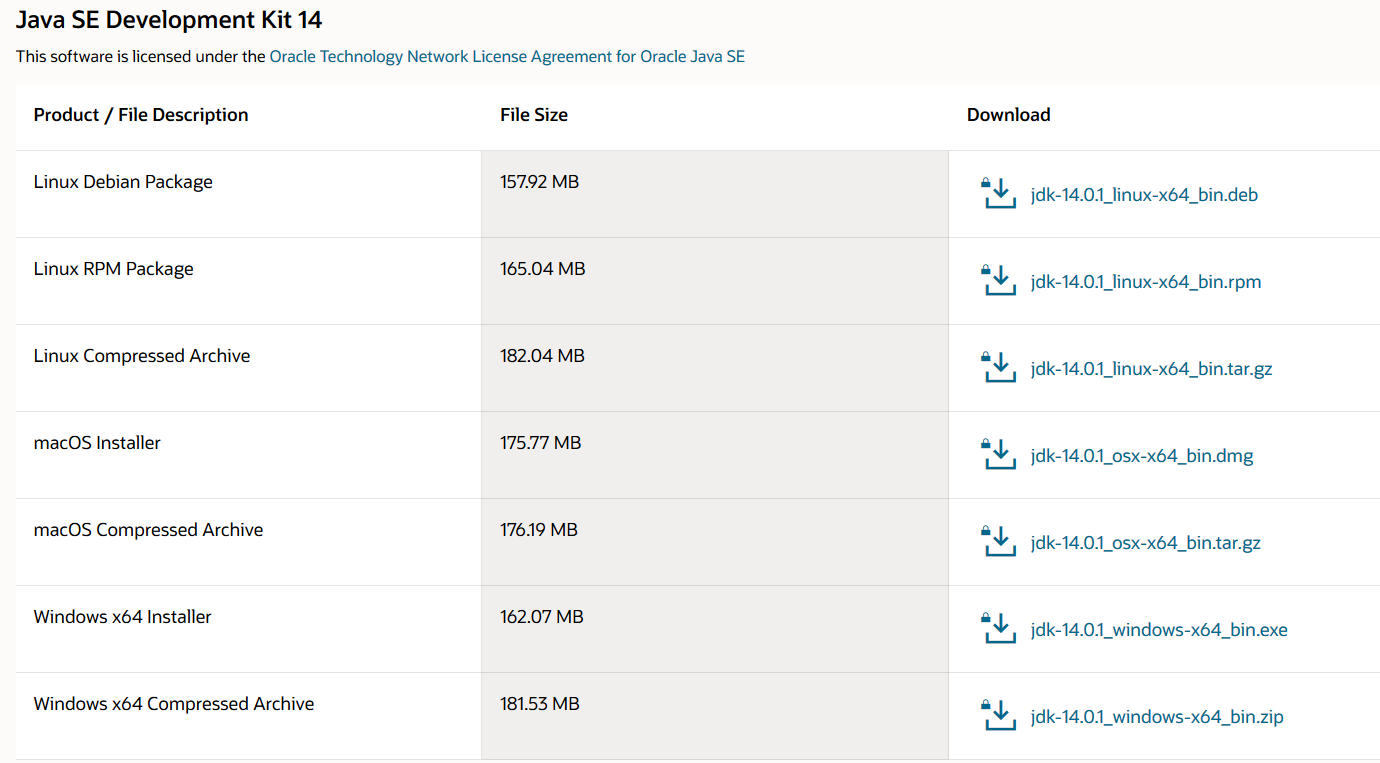 Java SE Development Kit 14
This software is licensed under the Oracle Technology Network License Agreement for Oracle Java SE
Product / File Description File Size Download
Linux Debian Package 157.92 MB jdk-14.0.1_linux-x64_bin.deb
Linux RPM Package 165.04 MB jdk-14.0.1_linux-x64_bin.rpm
Linux Compressed Archive 182.04 MB jdk-14.0.1_linux-x64_bin.tar.gz
macOS Installer 175.77 MB jdk-14.0.1_osx-x64_bin.dmg
macOS Compressed Archive 176.19 MB jdk-14.0.1_osx-x64_bin.tar.gz
Windows x64 Installer 162.07 MB jdk-14.0.1_windows-x64_bin.exe
Windows x64 Compressed Archive 181.53 MB jdk-14.0.1_windows-x64_bin.zip